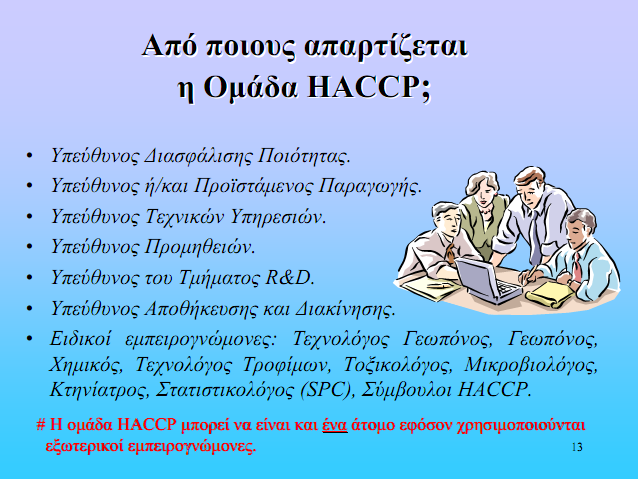 Από ποιους απαρτίζεται
η Ομάδα HACCP;
• Υπεύθυνος Διασφάλισης Ποιότητας.
• Υπεύθυνος ή/και Προϊστάμενος Παραγωγής.
• Υπεύθυνος Τεχνικών Υπηρεσιών.
• Υπεύθυνος Προμηθειών.
• Υπεύθυνος του Τμήματος R&D.
• Υπεύθυνος Αποθήκευσης και Διακίνησης.
• Ειδικοί εμπειρογνώμονες: Τεχνολόγος Γεωπόνος, Γεωπόνος,
Χημικός, Τεχνολόγος Τροφίμων, Τοξικολόγος, Μικροβιολόγος,
Κτηνίατρος, Στατιστικολόγος (SPC), Σύμβουλοι HACCP.
# Η ομάδα HACCP μπορεί να είναι και ένα άτομο εφόσον χρησιμοποιούνται
εξωτερικοί εμπειρογνώμονες.
13